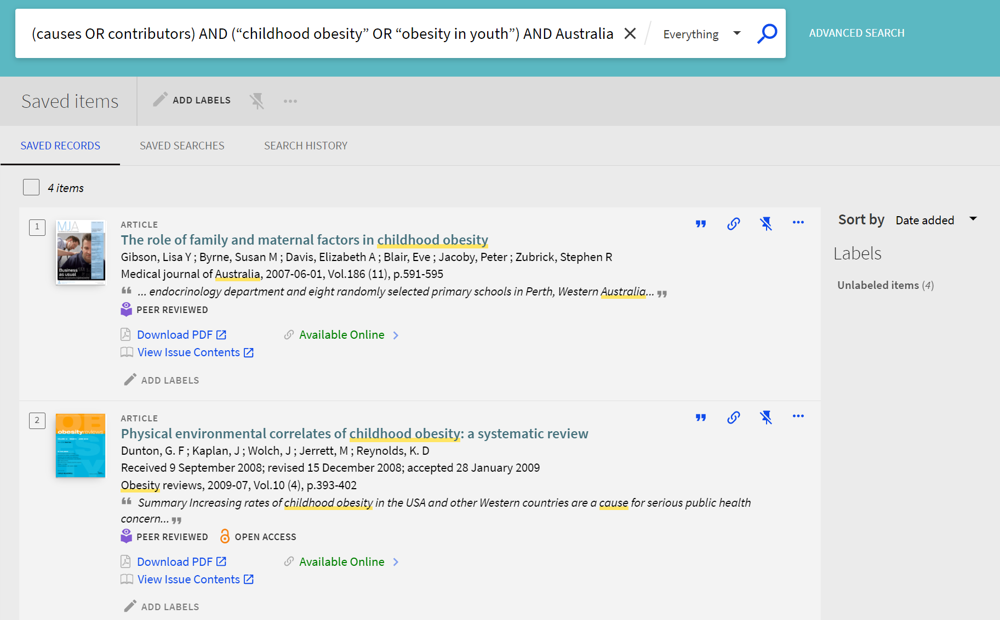 (causes OR contributors) AND (“childhood obesity” OR “obesity in youth”) AND Australia
Everything
ADVANCED SEARCH
Saved items
ADD LABELS
SAVED RECORDS
SAVED SEARCHES
SEARCH HISTORY
4 items
Sort by Date added
Labels
Unlabeled items (4)
1
MJA
Business as usual
ARTICLE
The role of family and maternal factors in childhood obesity
Gibson, Lisa Y ; Byrne, Susan M ; Davis, Elizabeth A ; Blair, Eve ; Jacoby, Peter ; Zubrick, Stephen R
Medical journal of Australia, 2007-06-01, Vol.186 (11), p.591-595
“ ... endocrinology department and eight randomly selected primary schools in Perth, Western Australia... ”
PEER REVIEWED
Download PDF
Available Online
View Issue Contents
ADD LABELS
2
obesityreviews
ARTICLE
Physical environmental correlates of childhood obesity: a systematic review
Dunton, G. F ; Kaplan, J ; Wolch, J ; Jerrett, M ; Reynolds, K. D
Received 9 September 2008; revised 15 December 2008; accepted 28 January 2009
Obesity reviews, 2009-07, Vol.10 (4), p.393-402
“ Summary Increasing rates of childhood obesity in the USA and other Western countries are a cause for serious public health
concern... ”
PEER REVIEWED OPEN ACCESS
Download PDF
Available Online
View Issue Contents
ADD LABELS